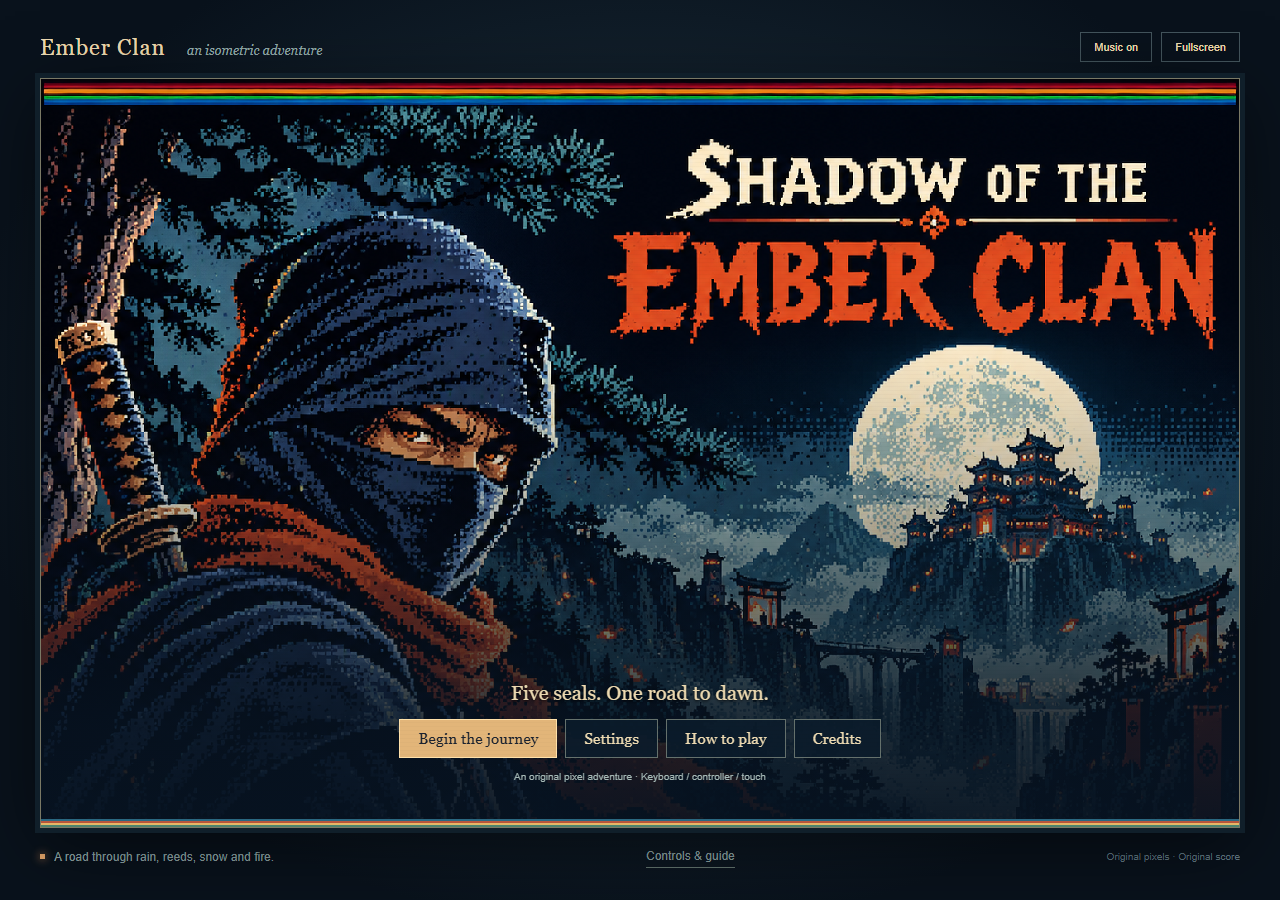 Ember Clan an isometric adventure
Music on
Fullscreen
SHADOW OF THE
EMBER CLAN
Five seals. One road to dawn.
Begin the journey
Settings
How to play
Credits
An original pixel adventure · Keyboard / controller / touch
A road through rain, reeds, snow and fire.
Controls & guide
Original pixels · Original score